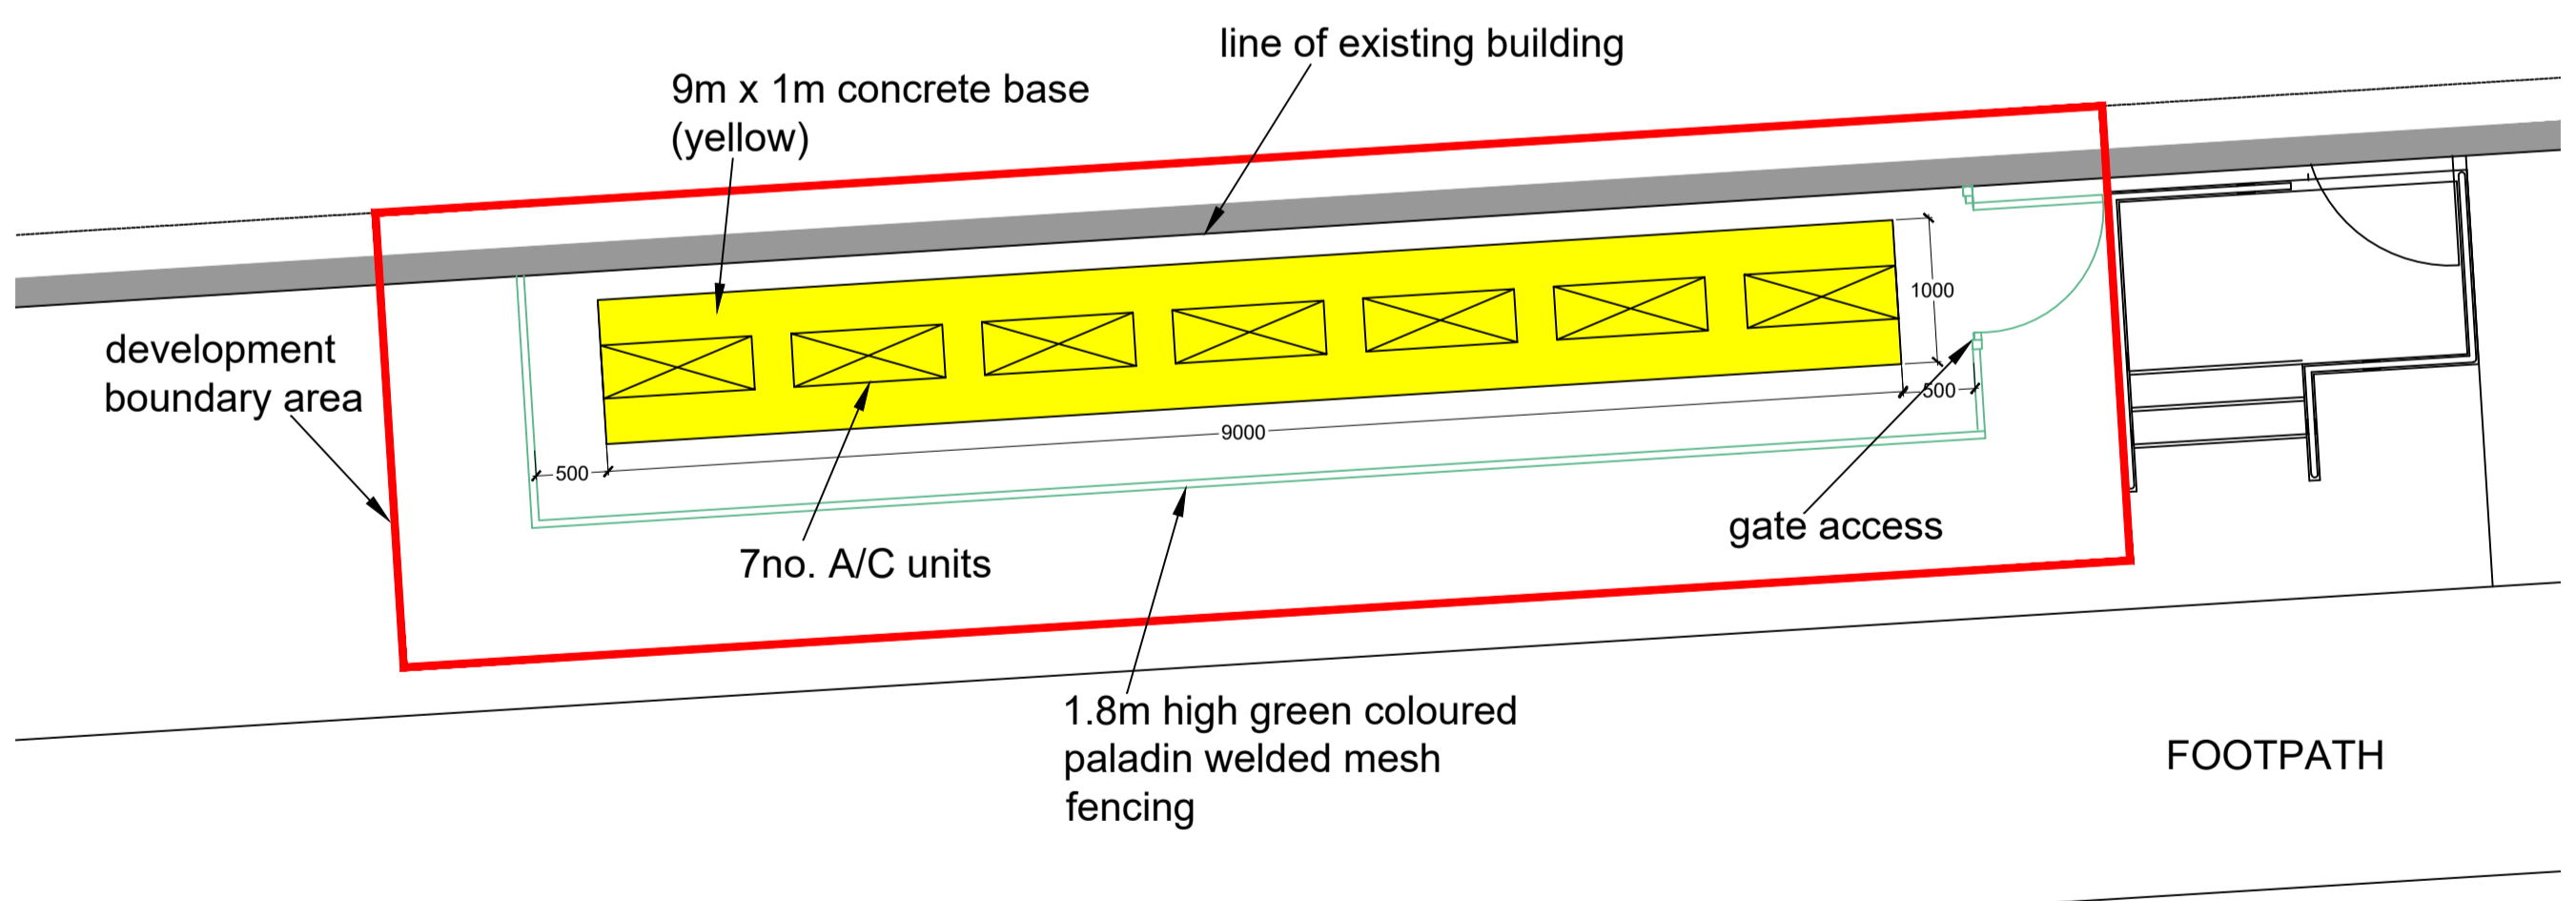 line of existing building
9m x 1m concrete base
(yellow)
1000
development
boundary area
500
9000
500
gate access
7no. A/C units
1.8m high green coloured
paladin welded mesh
fencing
FOOTPATH